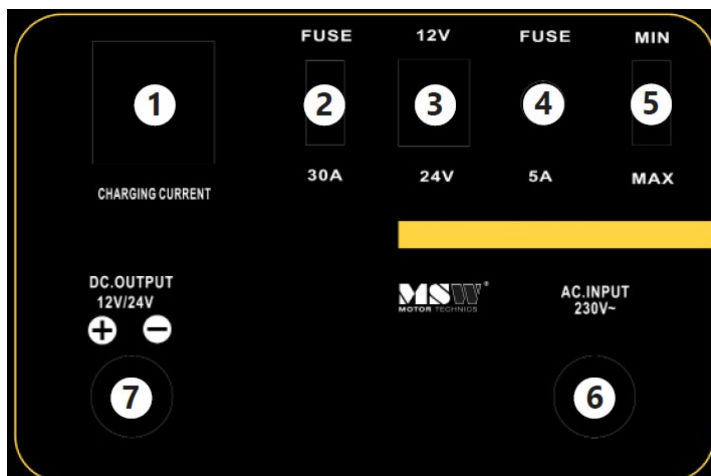 FUSE 12V FUSE MIN
1 2 3 4 5
30A 24V 5A MAX
CHARGING CURRENT
DC.OUTPUT
12V/24V
+ −
MSW®
MOTOR TECHNICS
AC.INPUT
230V~
7 6